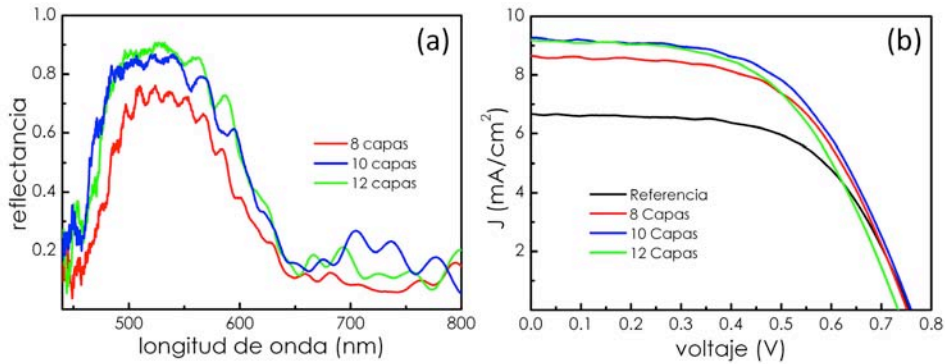 (a)
reflectancia
1.0
0.8
0.6
0.4
0.2
8 capas
10 capas
12 capas
500
600
700
800
longitud de onda (nm)
(b)
J (mA/cm²)
10
8
6
4
2
Referencia
8 Capas
10 Capas
12 Capas
0.0
0.1
0.2
0.3
0.4
0.5
0.6
0.7
0.8
voltaje (V)